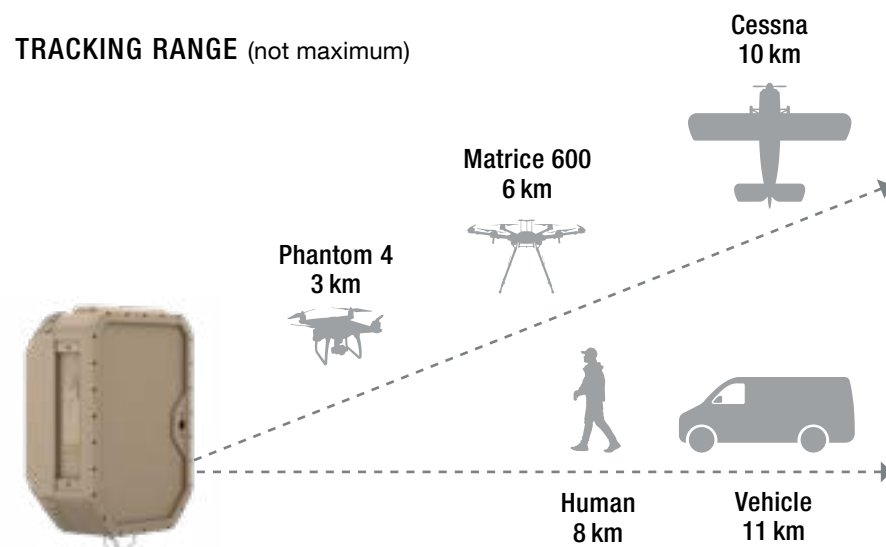 TRACKING RANGE (not maximum)
Cessna
10 km
Matrice 600
6 km
Phantom 4
3 km
Human
8 km
Vehicle
11 km